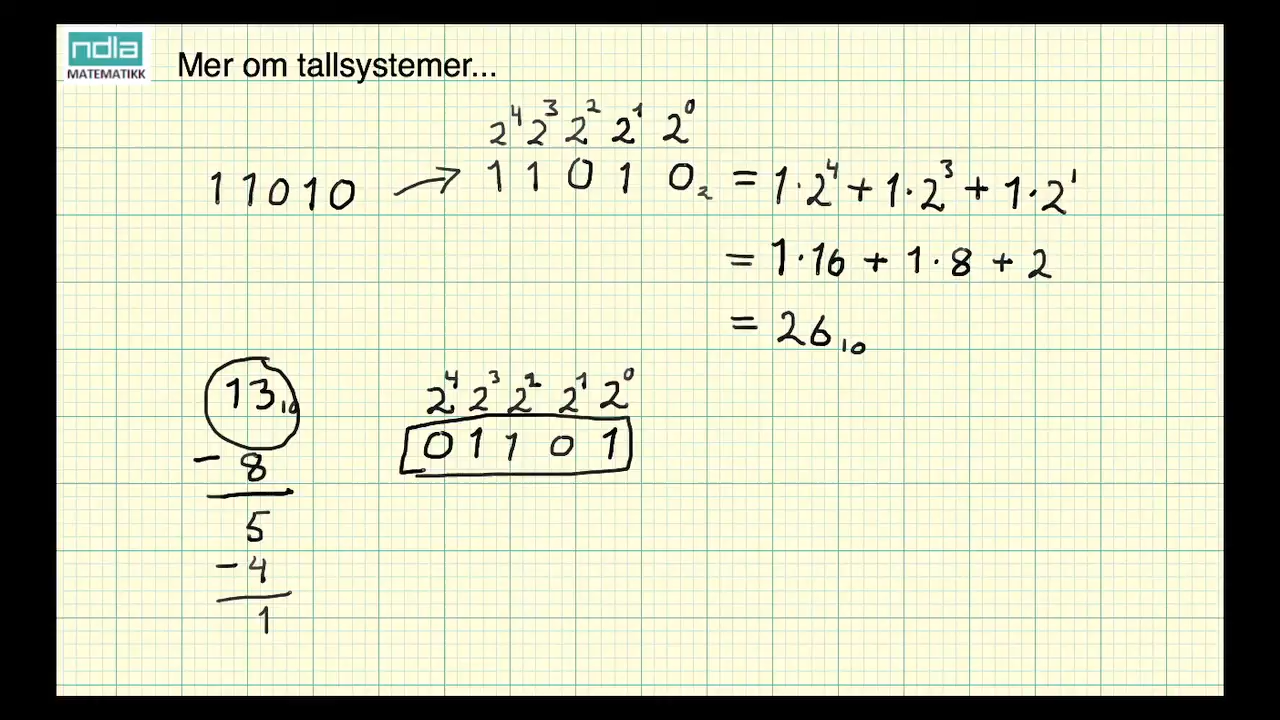 ndla
MATEMATIKK
Mer om tallsystemer...
2⁴ 2³ 2² 2¹ 2⁰
11010 → 1 1 0 1 0₂ = 1·2⁴ + 1·2³ + 1·2¹
= 1·16 + 1·8 + 2
= 26₁₀
13₁₀
2⁴ 2³ 2² 2¹ 2⁰
0 1 1 0 1
- 8
5
- 4
1